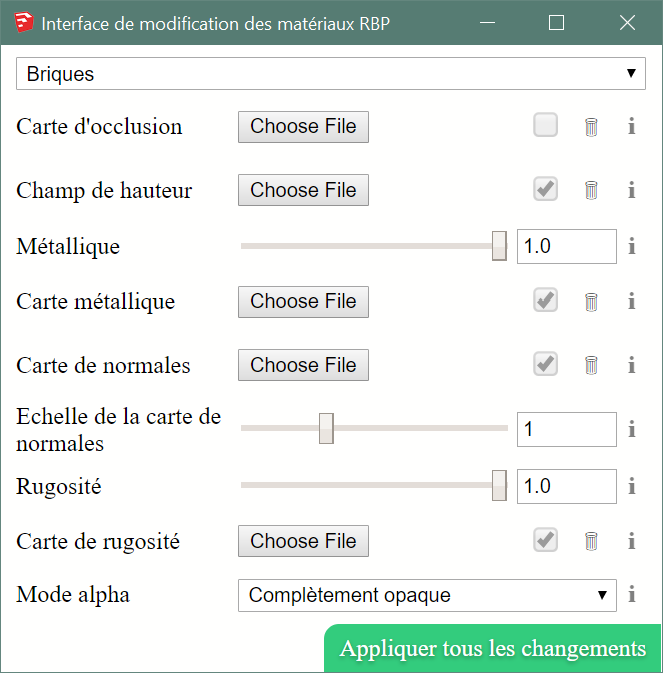 Interface de modification des matériaux RBP
Briques
Carte d'occlusion Choose File
Champ de hauteur Choose File
Métallique 1.0
Carte métallique Choose File
Carte de normales Choose File
Echelle de la carte de
normales 1
Rugosité 1.0
Carte de rugosité Choose File
Mode alpha Complètement opaque
Appliquer tous les changements